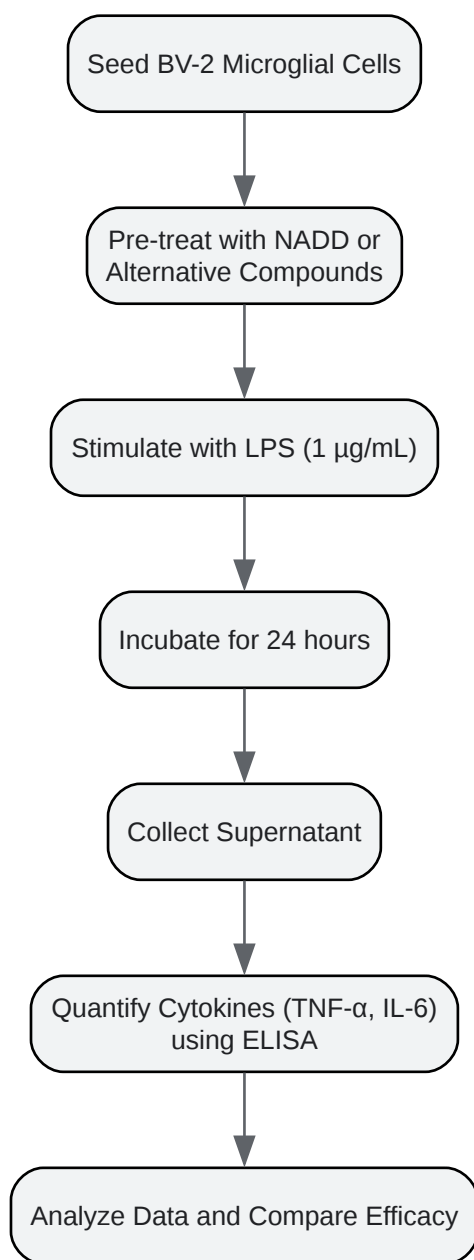 Seed BV-2 Microglial Cells
Pre-treat with NADD or
Alternative Compounds
Stimulate with LPS (1 µg/mL)
Incubate for 24 hours
Collect Supernatant
Quantify Cytokines (TNF-α, IL-6)
using ELISA
Analyze Data and Compare Efficacy